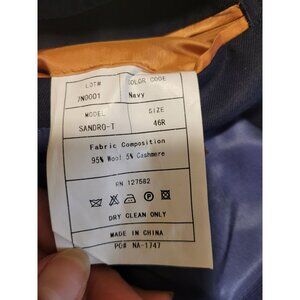 LOT# COLOR CODE
7N0001 Navy
MODEL SIZE
SANDRO-T 46R
Fabric Composition
95% Wool 5% Cashmere
RN 127582
DRY CLEAN ONLY
MADE IN CHINA
PO# NA-1747